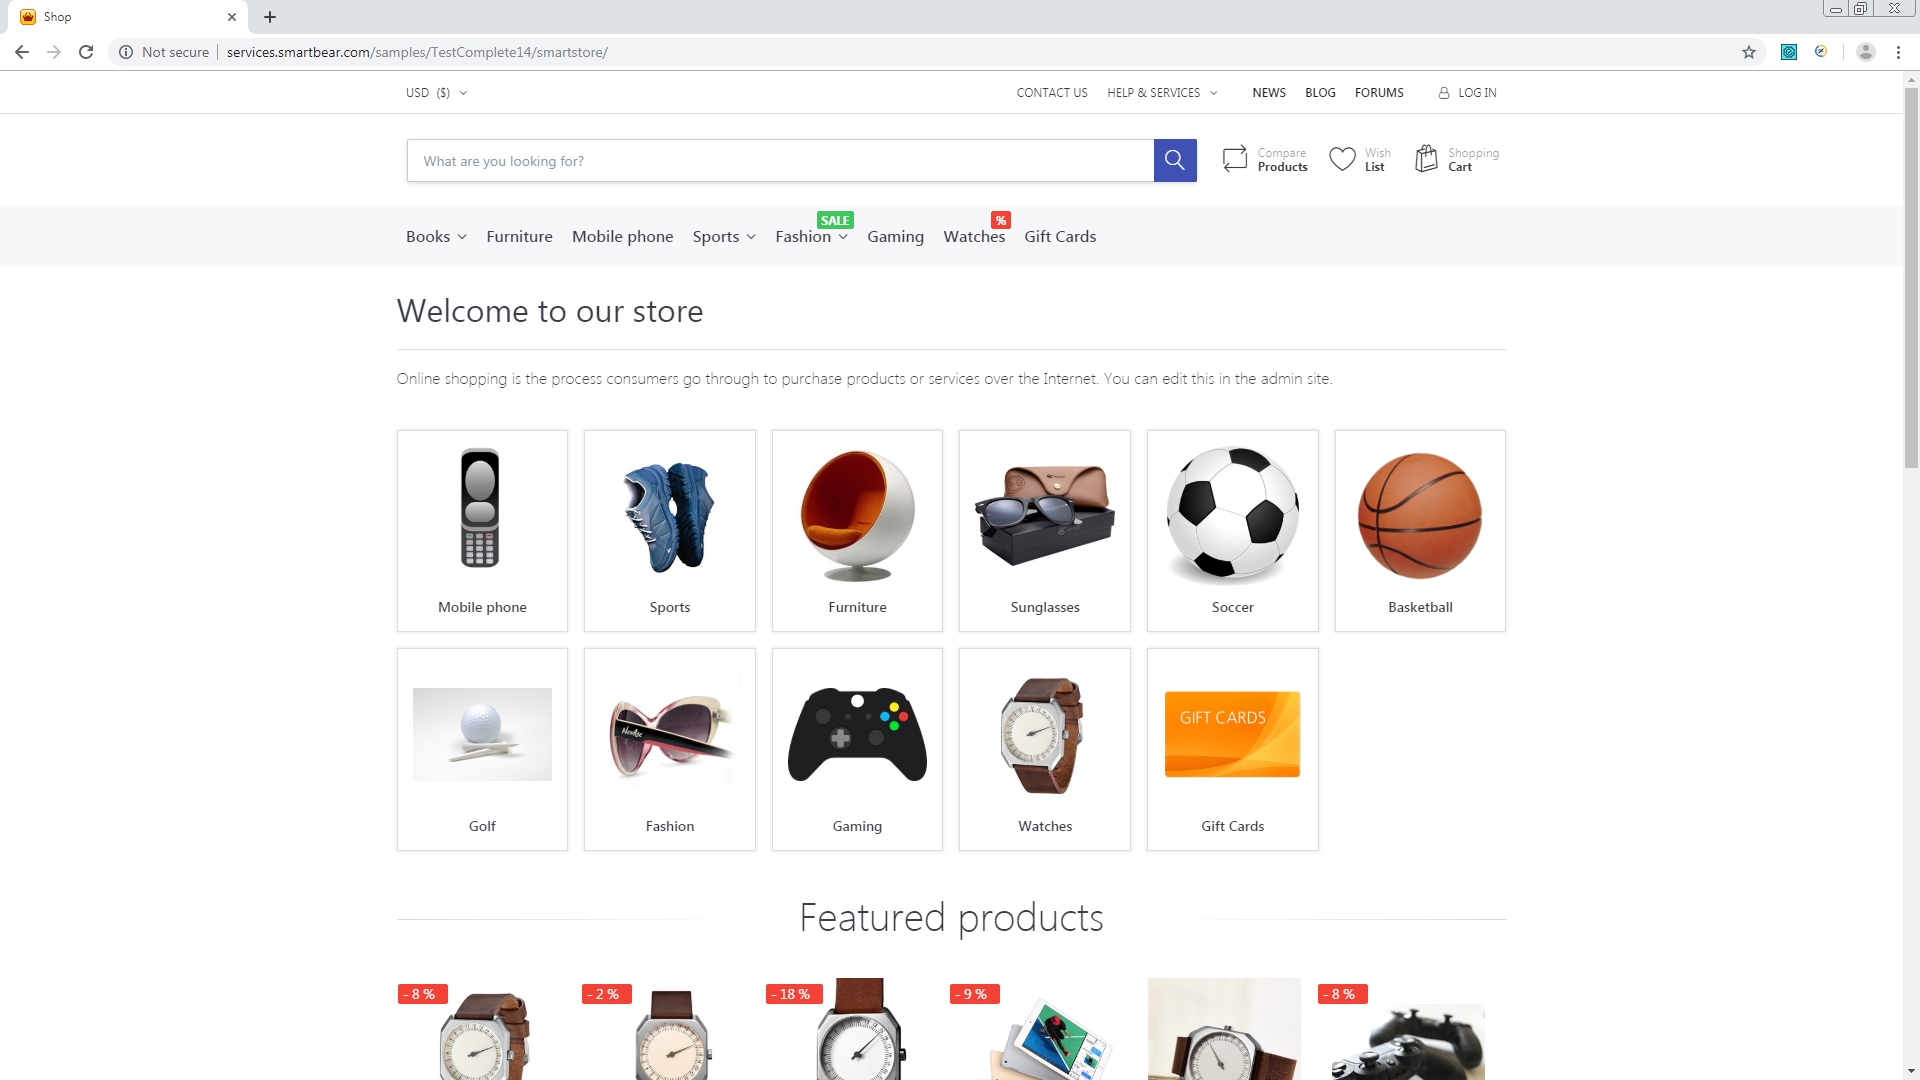 Shop
Not secure
services.smartbear.com/samples/TestComplete14/smartstore/
USD ($)
CONTACT US
HELP & SERVICES
NEWS
BLOG
FORUMS
LOG IN
What are you looking for?
Compare
Products
Wish
List
Shopping
Cart
SALE
%
Books
Furniture
Mobile phone
Sports
Fashion
Gaming
Watches
Gift Cards
Welcome to our store
Online shopping is the process consumers go through to purchase products or services over the Internet. You can edit this in the admin site.
Mobile phone
Sports
Furniture
Sunglasses
Soccer
Basketball
GIFT CARDS
Golf
Fashion
Gaming
Watches
Gift Cards
Featured products
- 8 %
- 2 %
- 18 %
- 9 %
- 8 %